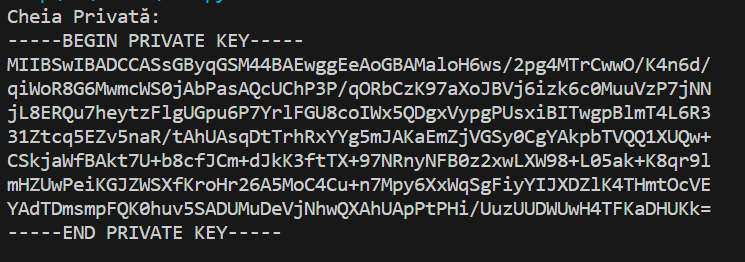 Cheia Privată:
-----BEGIN PRIVATE KEY-----
MIIBSwIBADCCASsGByqGSM44BAEwggEeAoGBAMaloH6ws/2pg4MTrCwwO/K4n6d/
qiWoR8G6MwmcWS0jAbPasAQcUChP3P/qORbCzK97aXoJBVj6izk6c0MuuVzP7jNN
jL8ERQu7heytzFlgUGpu6P7YrlFGU8coIWx5QDgxVypgPUsxiBITwgpBlmT4L6R3
31Ztcq5EZv5naR/tAhUAsqDtTrhRxYYg5mJAKaEmZjVGSy0CgYAkpbTVQQ1XUQw+
CSkjaWfBAkt7U+b8cfJCm+dJkK3ftTX+97NRnyNFB0z2xwLXW98+L05ak+K8qr9l
mHZUwPeiKGJZWSXfKroHr26A5MoC4Cu+n7Mpy6XxWqSgFiyYIJXDZlK4THmtOcVE
YAdTDmsmpFQK0huv5SADUMuDeVjNhwQXAhUApPtPHi/UuzUUDWUwH4TFKaDHUKk=
-----END PRIVATE KEY-----